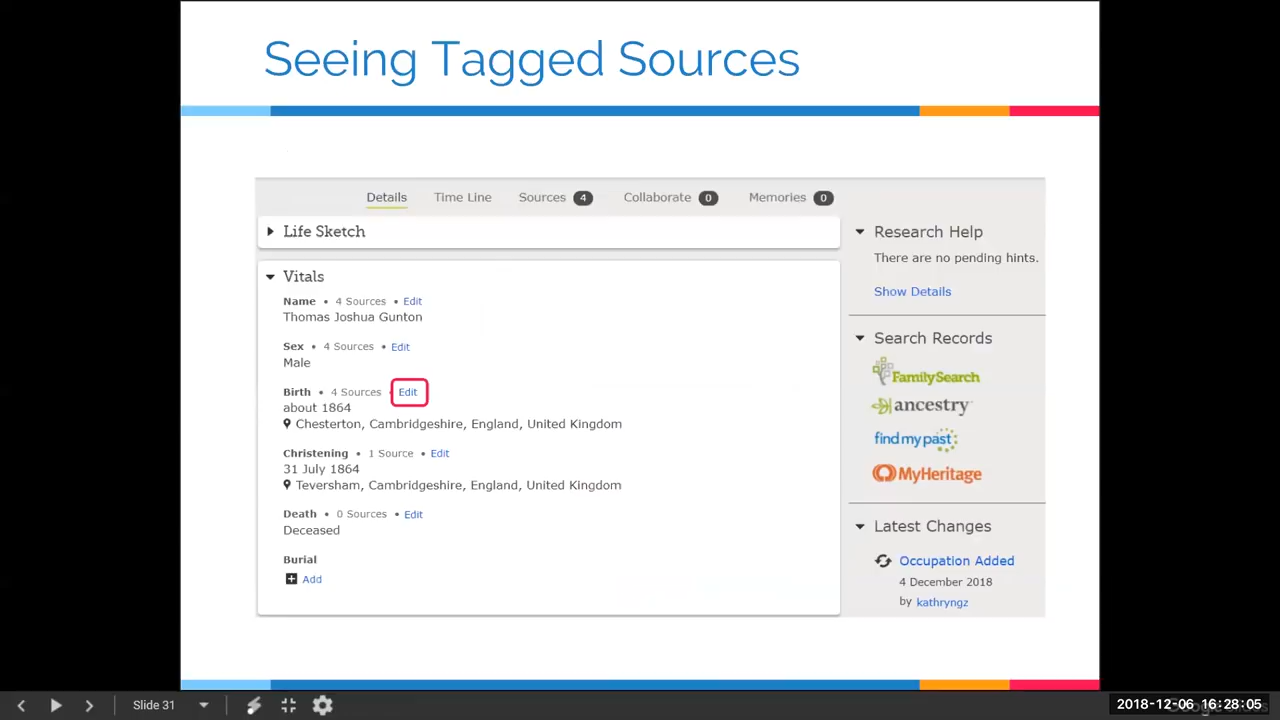 Seeing Tagged Sources
Details Time Line Sources 4 Collaborate 0 Memories 0
Life Sketch
Vitals
Name • 4 Sources • Edit
Thomas Joshua Gunton
Sex • 4 Sources • Edit
Male
Birth • 4 Sources • Edit
about 1864
Chesterton, Cambridgeshire, England, United Kingdom
Christening • 1 Source • Edit
31 July 1864
Teversham, Cambridgeshire, England, United Kingdom
Death • 0 Sources • Edit
Deceased
Burial
Add
Research Help
There are no pending hints.
Show Details
Search Records
FamilySearch
ancestry
findmypast
MyHeritage
Latest Changes
Occupation Added
4 December 2018
by kathryngz
Slide 31
2018-12-06 16:28:05